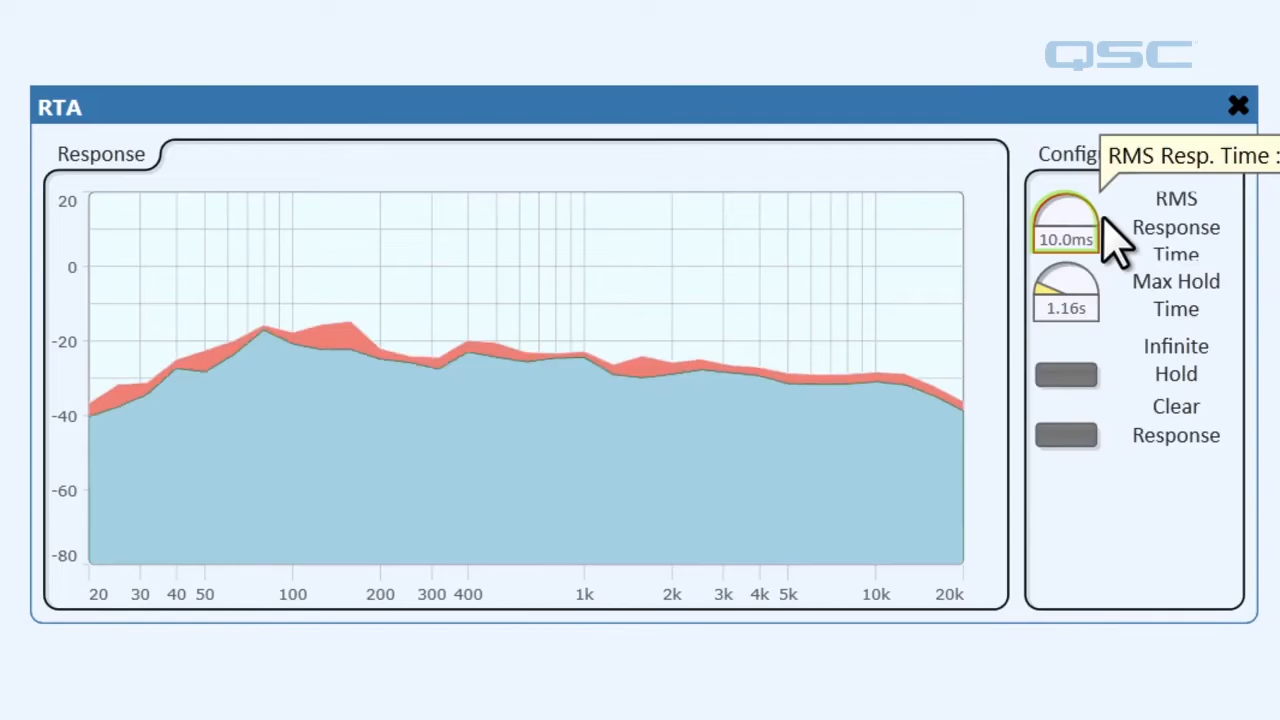 QSC
RTA
Response
Config
RMS Resp. Time :
20
0
-20
-40
-60
-80
20 30 40 50 100 200 300 400 1k 2k 3k 4k 5k 10k 20k
10.0ms
RMS
Response
Time
1.16s
Max Hold
Time
Infinite
Hold
Clear
Response